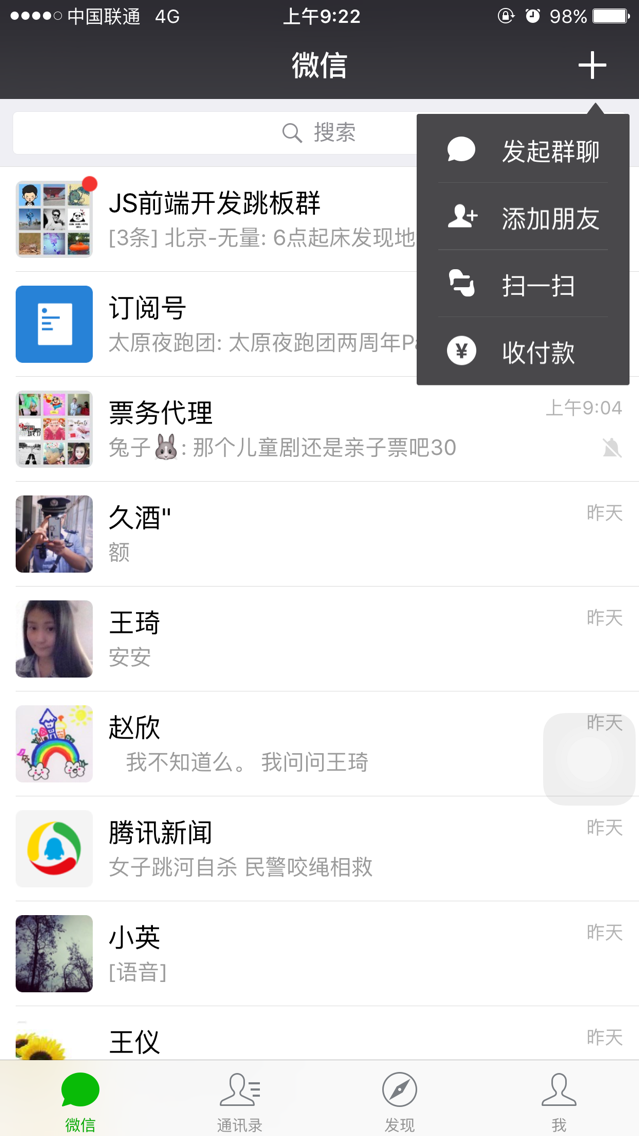 中国联通 4G 上午9:22 98%
微信
搜索
发起群聊
添加朋友
扫一扫
收付款
JS前端开发跳板群
[3条] 北京-无量: 6点起床发现地
订阅号
太原夜跑团: 太原夜跑团两周年Pa
票务代理 上午9:04
兔子🐰: 那个儿童剧还是亲子票吧30
久酒" 昨天
额
王琦 昨天
安安
赵欣 昨天
我不知道么。 我问问王琦
腾讯新闻 昨天
女子跳河自杀 民警咬绳相救
小英 昨天
[语音]
王仪 昨天
微信 通讯录 发现 我